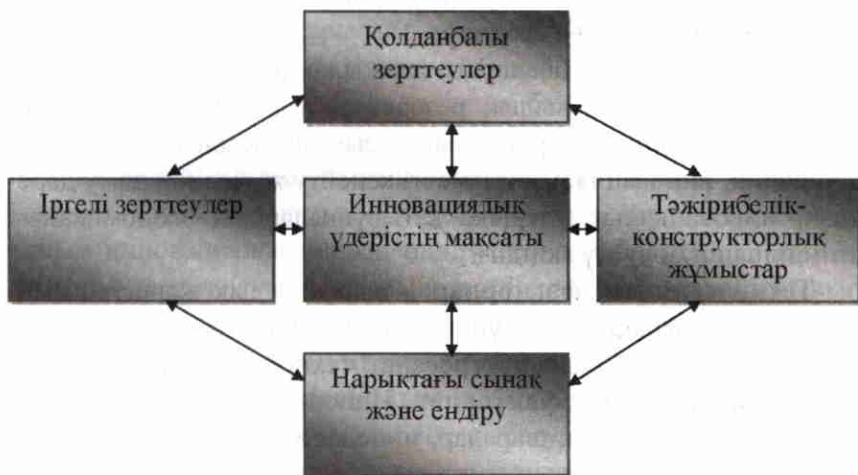 Қолданбалы
зерттеулер
Іргелі зерттеулер
Инновациялық
үдерістің мақсаты
Тәжірибелік-
конструкторлық
жұмыстар
Нарықтағы сынақ
және ендіру